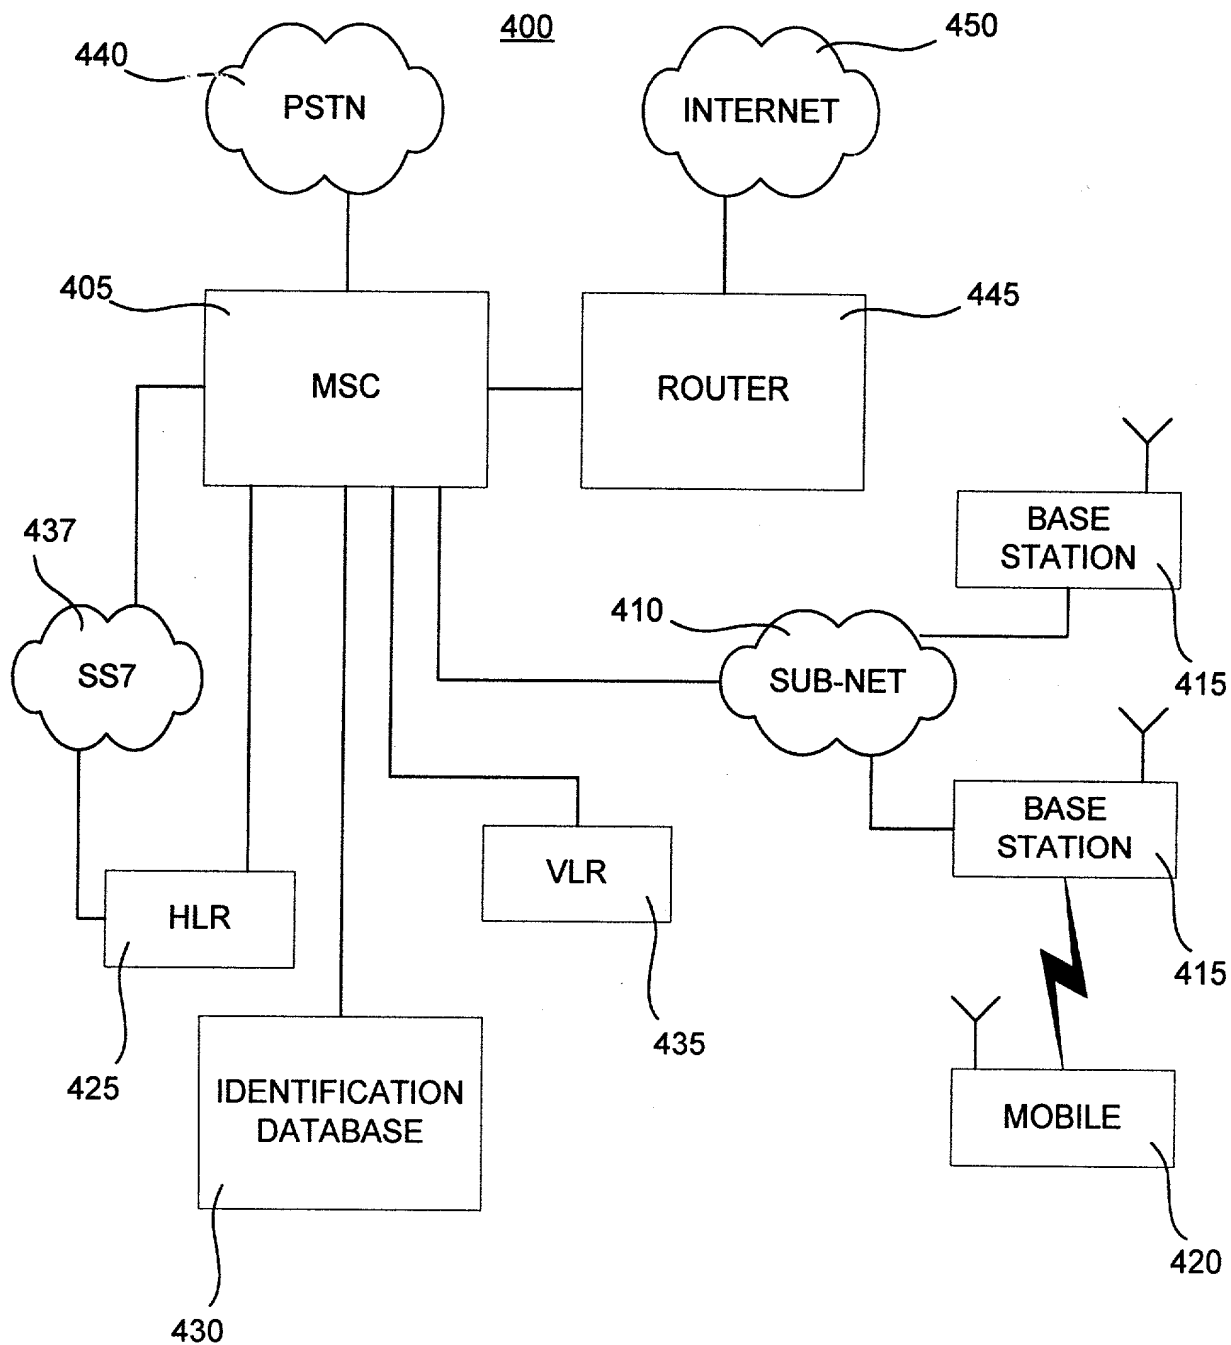 400
440
PSTN
450
INTERNET
405
MSC
445
ROUTER
437
SS7
410
SUB-NET
BASE
STATION
415
BASE
STATION
415
VLR
435
HLR
425
IDENTIFICATION
DATABASE
430
MOBILE
420